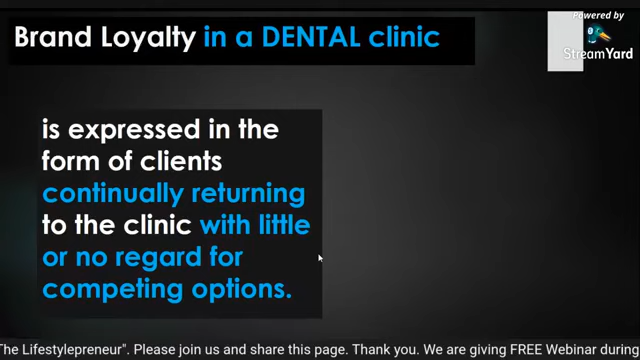 Powered by
StreamYard
Brand Loyalty in a DENTAL clinic
is expressed in the
form of clients
continually returning
to the clinic with little
or no regard for
competing options.
The Lifestylepreneur". Please join us and share this page. Thank you. We are giving FREE Webinar during